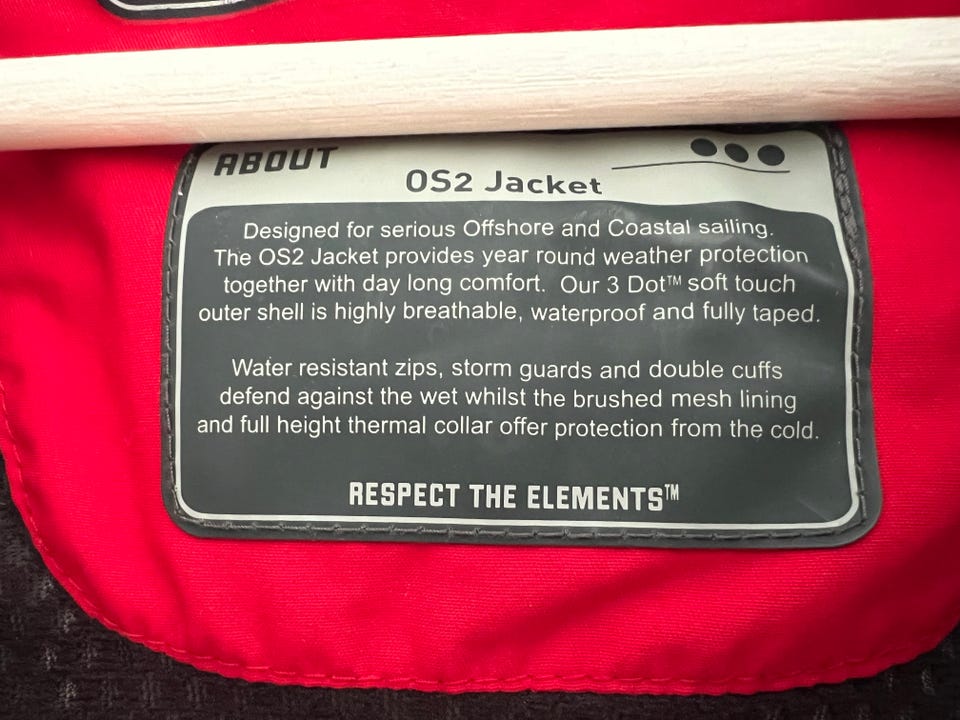 ABOUT
OS2 Jacket
Designed for serious Offshore and Coastal sailing.
The OS2 Jacket provides year round weather protection
together with day long comfort. Our 3 Dot™ soft touch
outer shell is highly breathable, waterproof and fully taped.
Water resistant zips, storm guards and double cuffs
defend against the wet whilst the brushed mesh lining
and full height thermal collar offer protection from the cold.
RESPECT THE ELEMENTS™